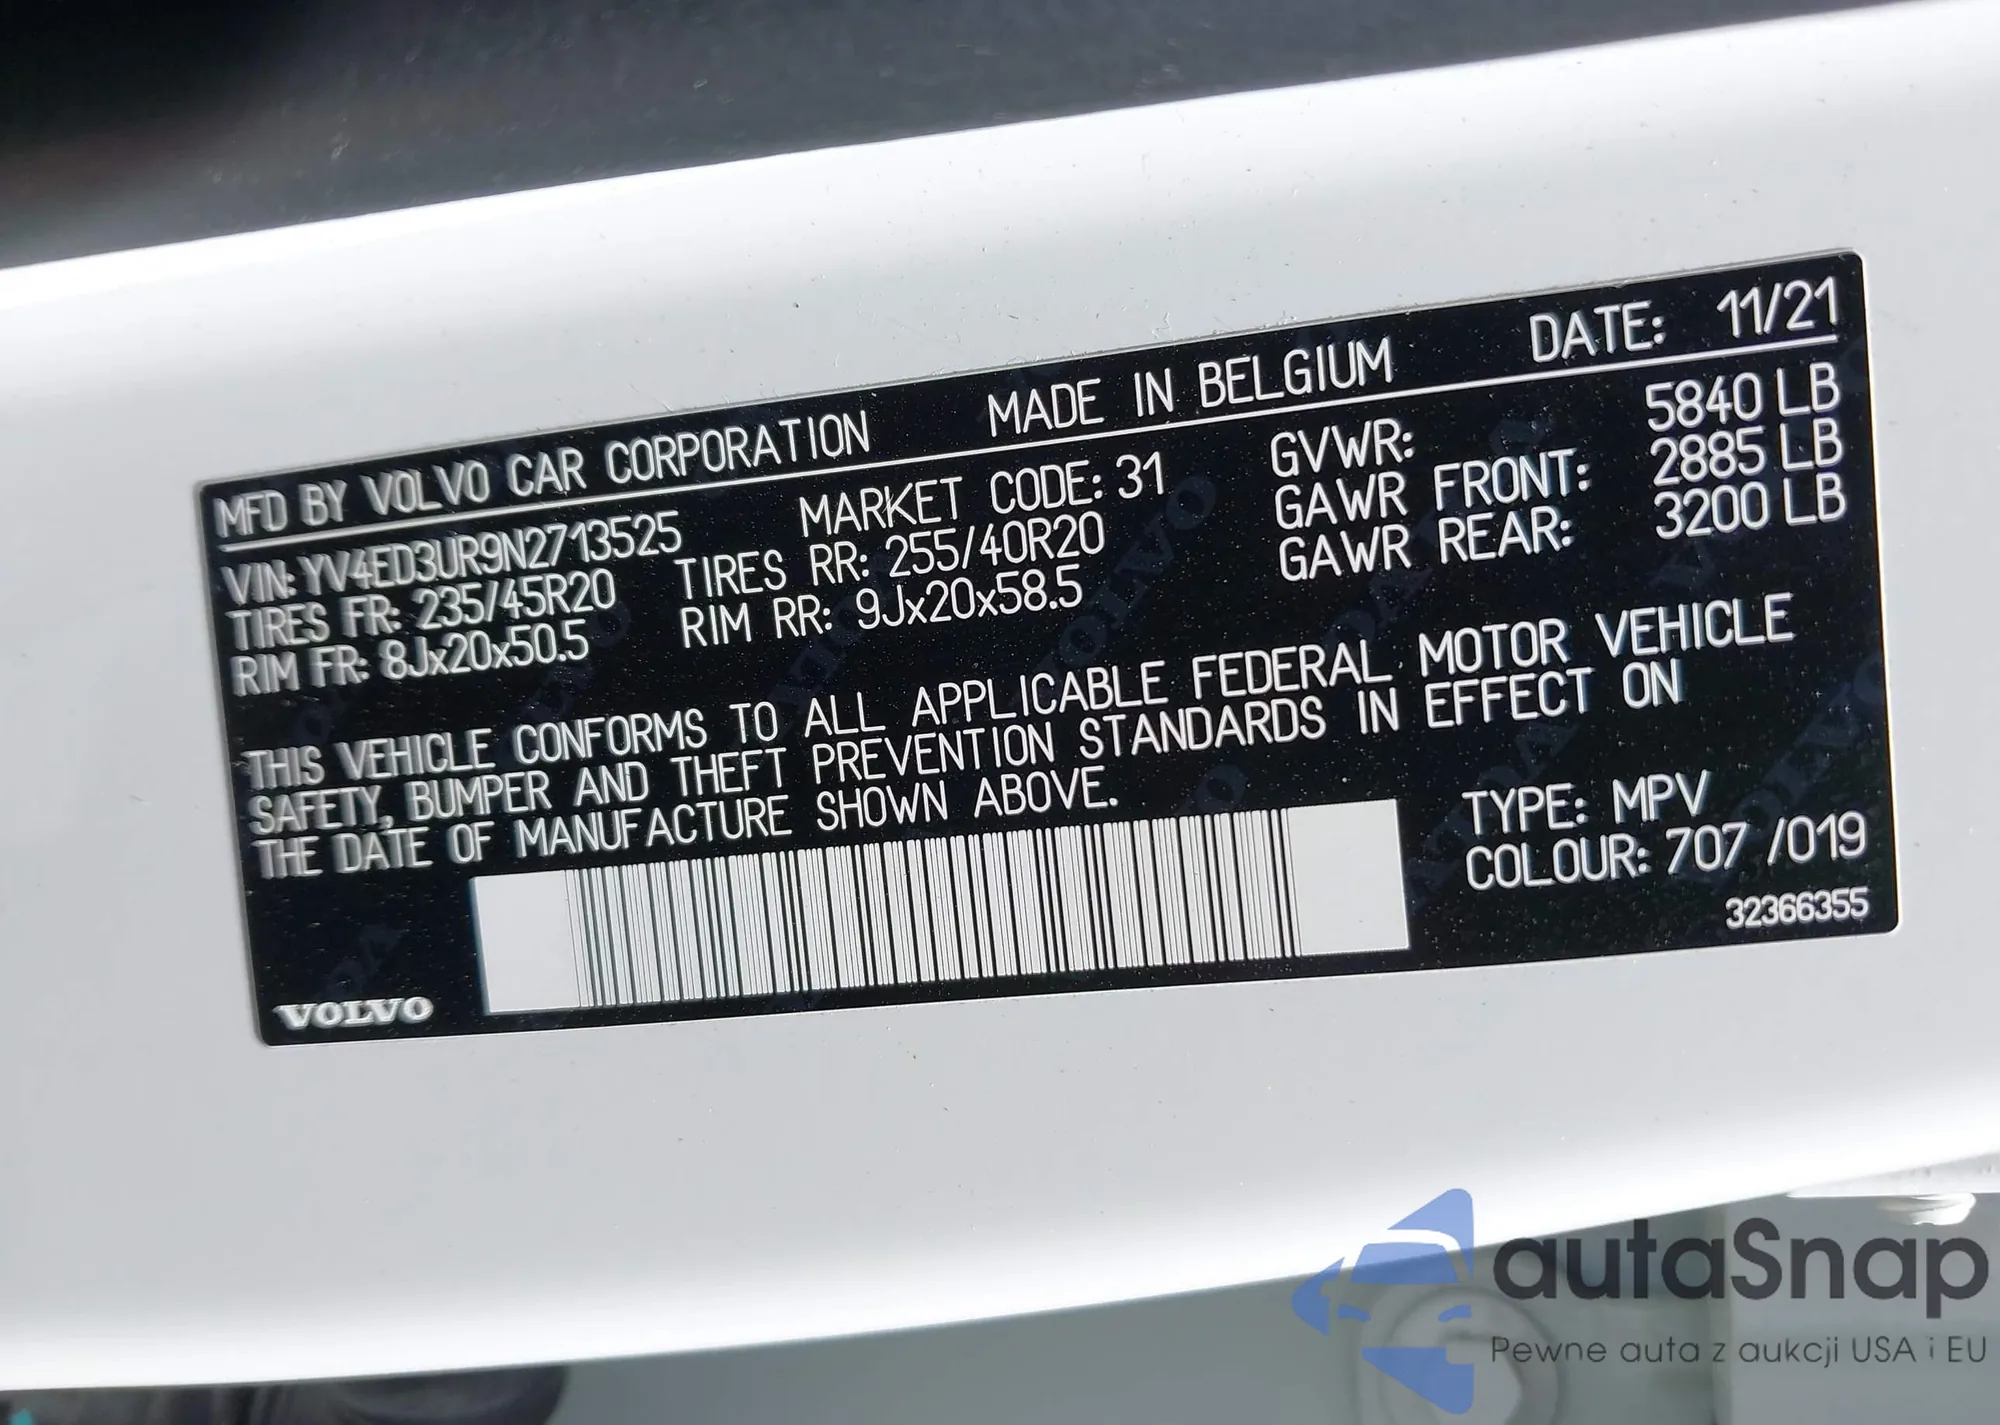 MFD BY VOLVO CAR CORPORATION MADE IN BELGIUM DATE: 11/21
VIN: YV4ED3UR9N2713525 MARKET CODE: 31 GVWR: 5840 LB
TIRES FR: 235/45R20 TIRES RR: 255/40R20 GAWR FRONT: 2885 LB
RIM FR: 8Jx20x50.5 RIM RR: 9Jx20x58.5 GAWR REAR: 3200 LB
THIS VEHICLE CONFORMS TO ALL APPLICABLE FEDERAL MOTOR VEHICLE
SAFETY, BUMPER AND THEFT PREVENTION STANDARDS IN EFFECT ON
THE DATE OF MANUFACTURE SHOWN ABOVE.
TYPE: MPV
COLOUR: 707 /019
32366355
VOLVO
autaSnap
Pewne auta z aukcji USA i EU